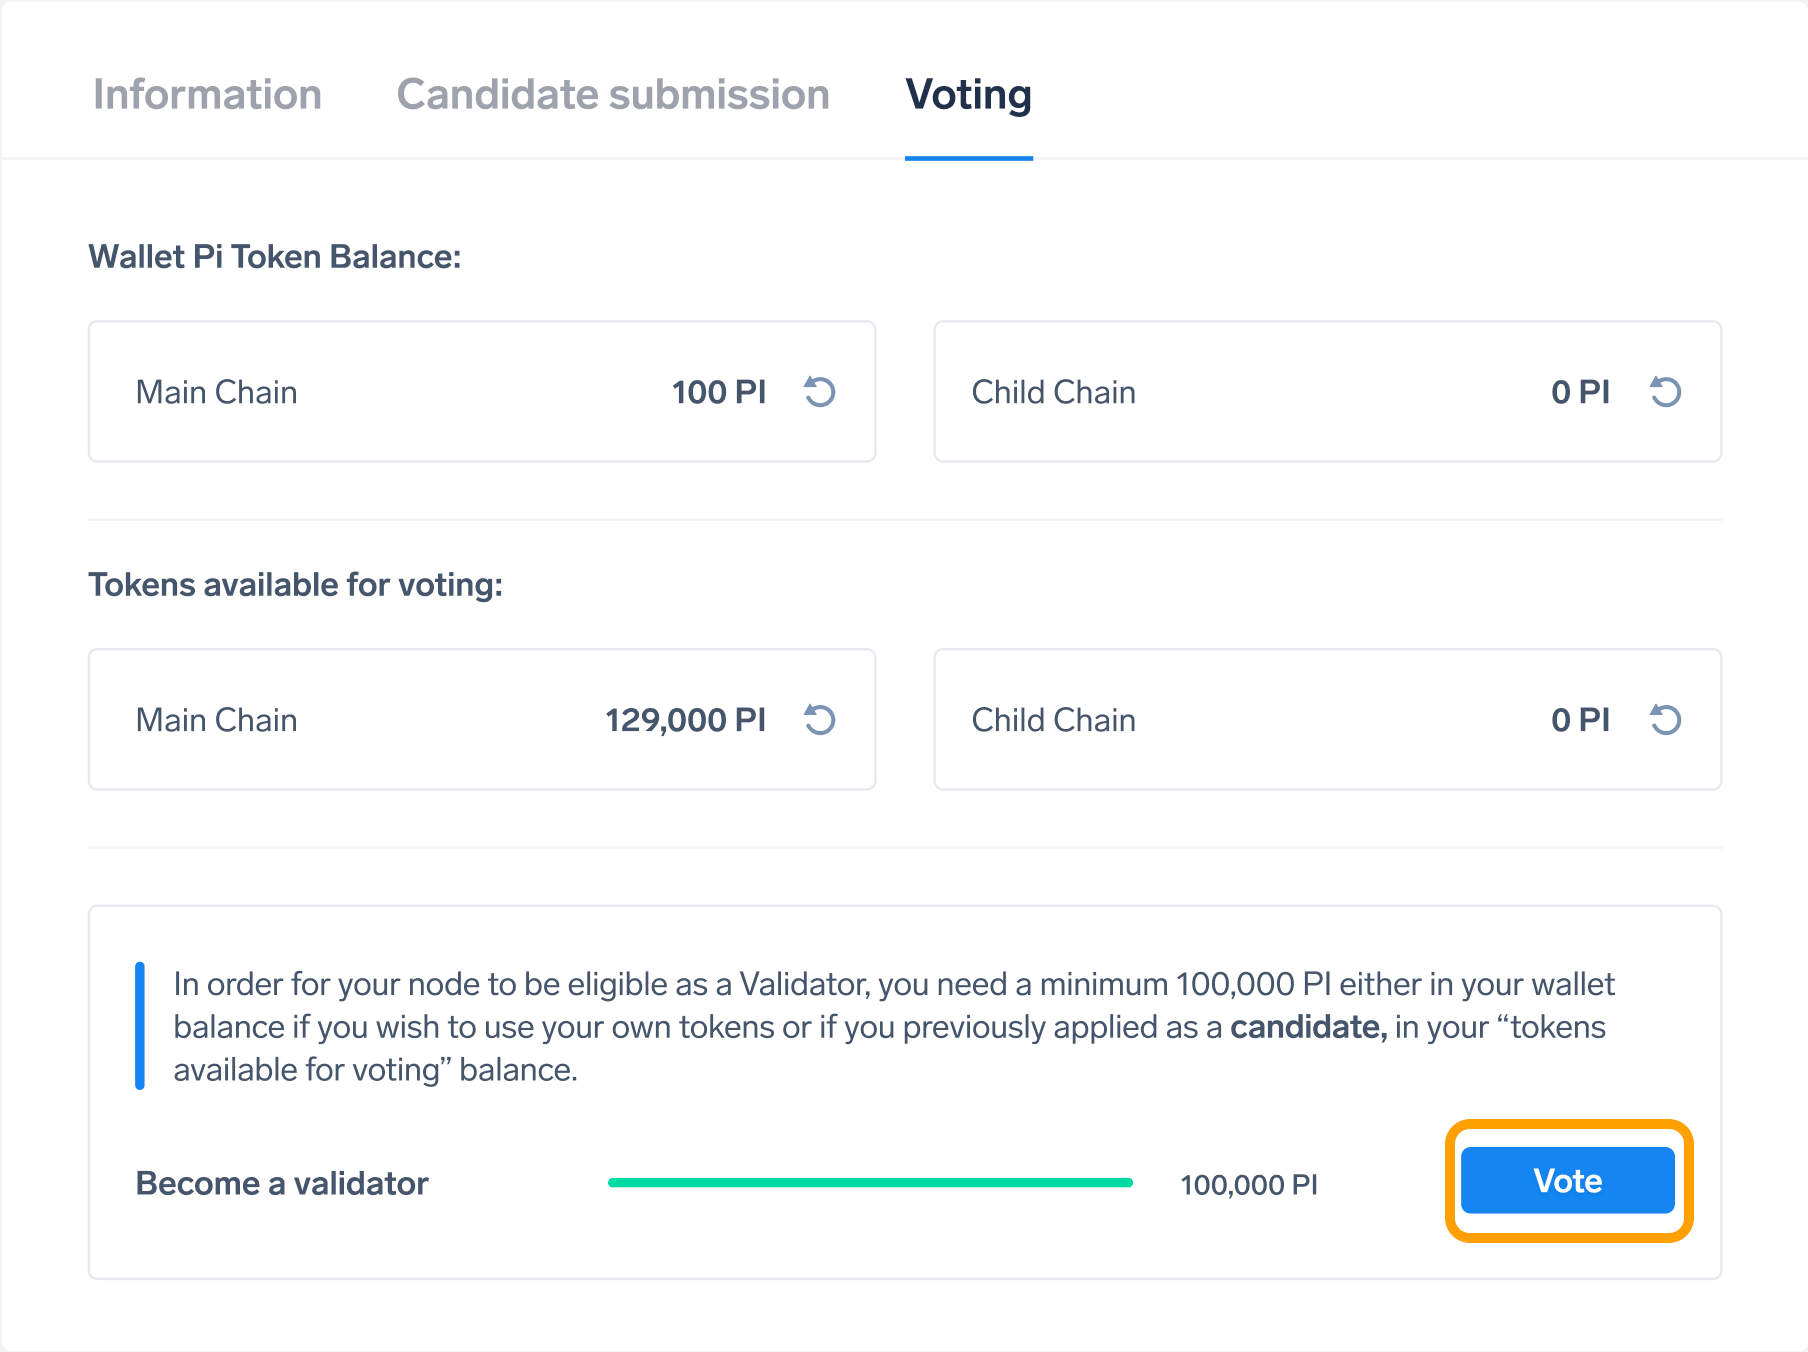 Information Candidate submission Voting
Wallet Pi Token Balance:
Main Chain 100 PI Child Chain 0 PI
Tokens available for voting:
Main Chain 129,000 PI Child Chain 0 PI
In order for your node to be eligible as a Validator, you need a minimum 100,000 PI either in your wallet
balance if you wish to use your own tokens or if you previously applied as a candidate, in your “tokens
available for voting” balance.
Become a validator 100,000 PI Vote